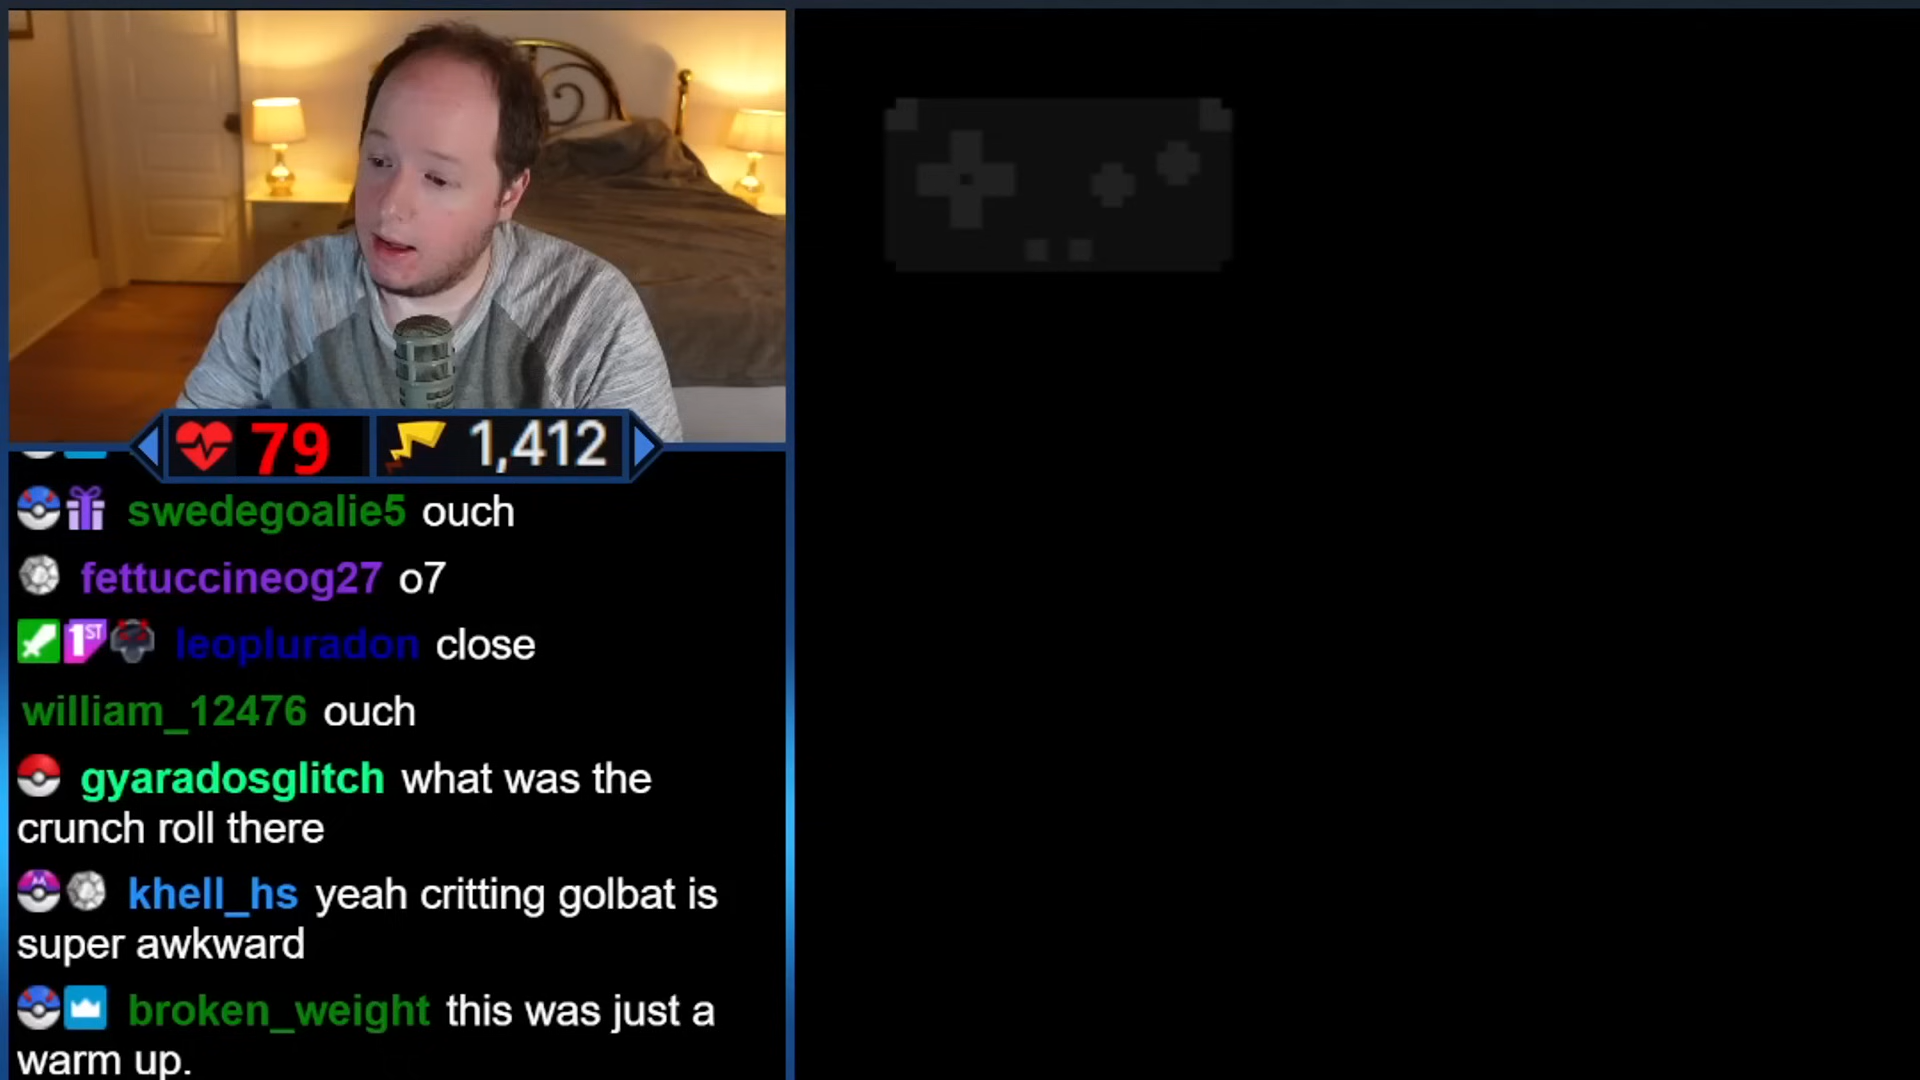 79 1,412
swedegoalie5 ouch
fettuccineog27 o7
1ST leopluradon close
william_12476 ouch
gyaradosglitch what was the
crunch roll there
khell_hs yeah critting golbat is
super awkward
broken_weight this was just a
warm up.